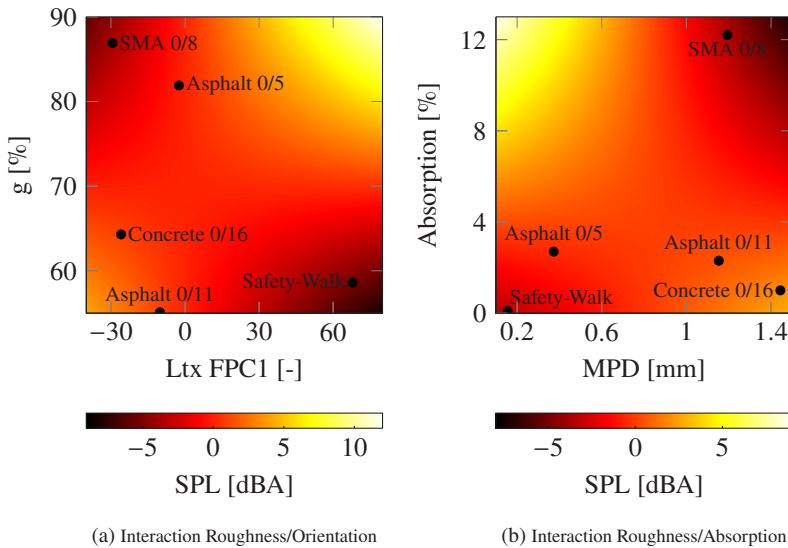 90
80
70
60
g [%]
SMA 0/8
Asphalt 0/5
Concrete 0/16
Safety-Walk
Asphalt 0/11
−30 0 30 60
Ltx FPC1 [-]
−5 0 5 10
SPL [dBA]
(a) Interaction Roughness/Orientation
12
8
4
0
Absorption [%]
SMA 0/8
Asphalt 0/5
Asphalt 0/11
Concrete 0/16
Safety-Walk
0.2 0.6 1 1.4
MPD [mm]
−5 0 5
SPL [dBA]
(b) Interaction Roughness/Absorption